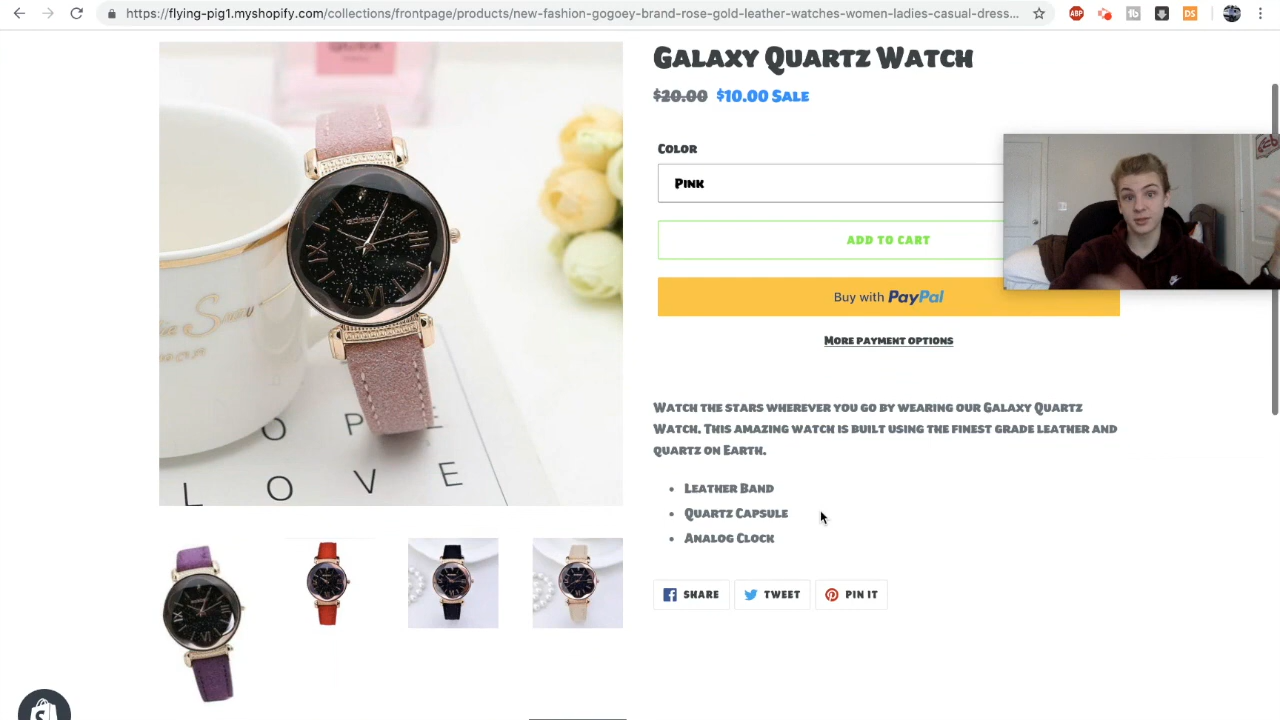 https://flying-pig1.myshopify.com/collections/frontpage/products/new-fashion-gogoey-brand-rose-gold-leather-watches-women-ladies-casual-dress...
ABP
tb
DS
Galaxy Quartz Watch
$20.00 $10.00 Sale
Color
Pink
ADD TO CART
Buy with PayPal
More payment options
Watch the stars wherever you go by wearing our Galaxy Quartz
Watch. This amazing watch is built using the finest grade leather and
quartz on Earth.
Leather Band
Quartz Capsule
Analog Clock
SHARE
TWEET
PIN IT
O P E
L O V E